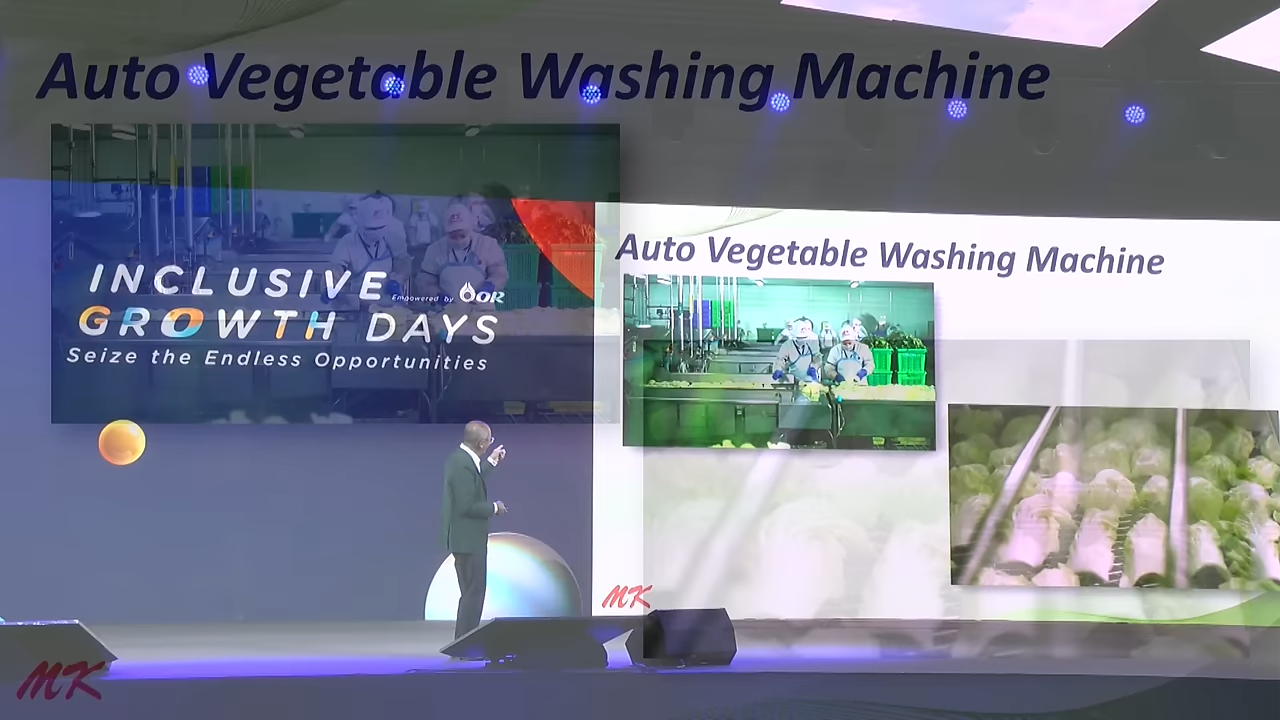 Auto Vegetable Washing Machine
INCLUSIVE
Empowered by OR
GROWTH DAYS
Seize the Endless Opportunities
Auto Vegetable Washing Machine
MK
MK